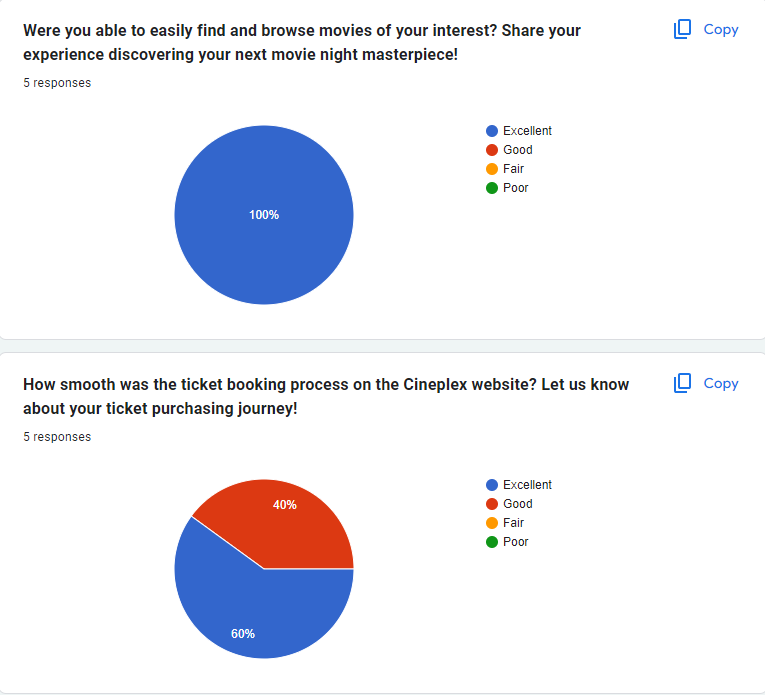 Were you able to easily find and browse movies of your interest? Share your
experience discovering your next movie night masterpiece!
Copy
5 responses
100%
Excellent
Good
Fair
Poor
How smooth was the ticket booking process on the Cineplex website? Let us know
about your ticket purchasing journey!
Copy
5 responses
40%
60%
Excellent
Good
Fair
Poor